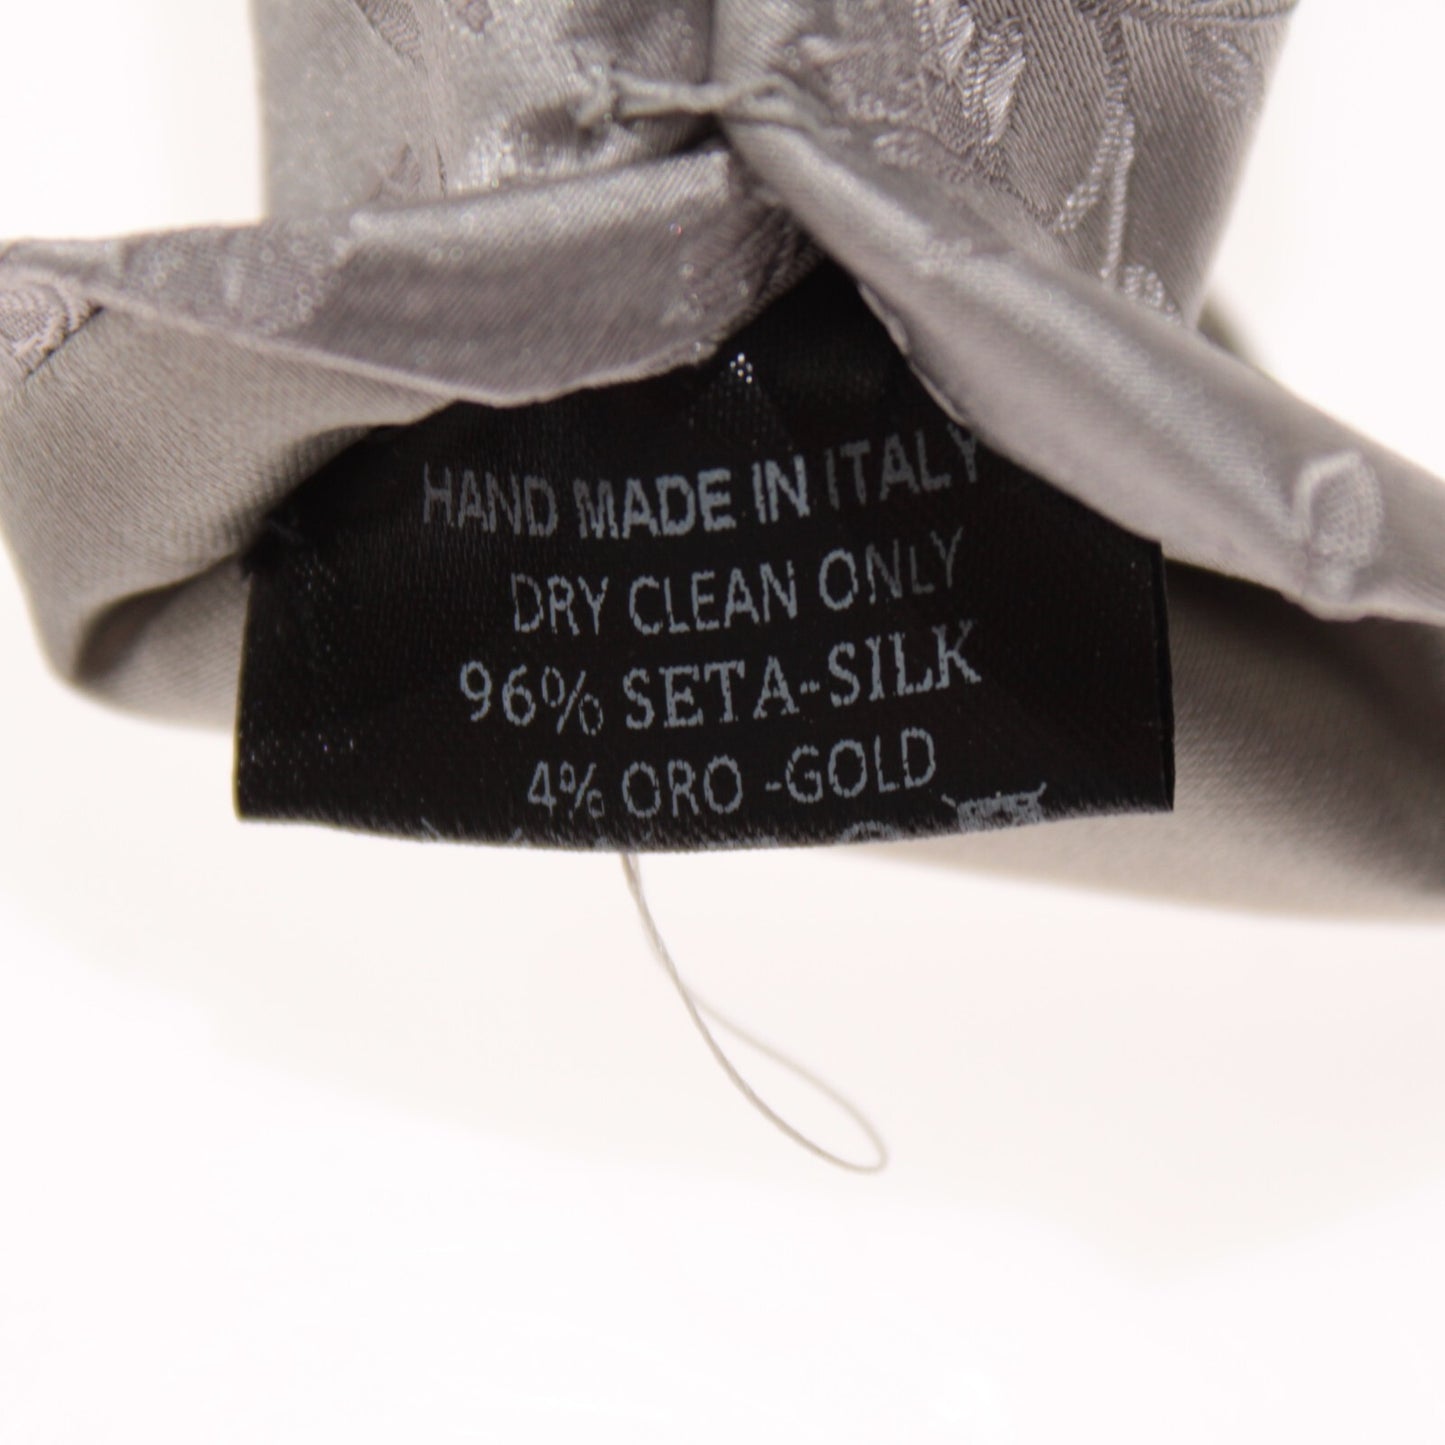 HAND MADE IN ITALY
DRY CLEAN ONLY
96% SETA-SILK
4% ORO -GOLD